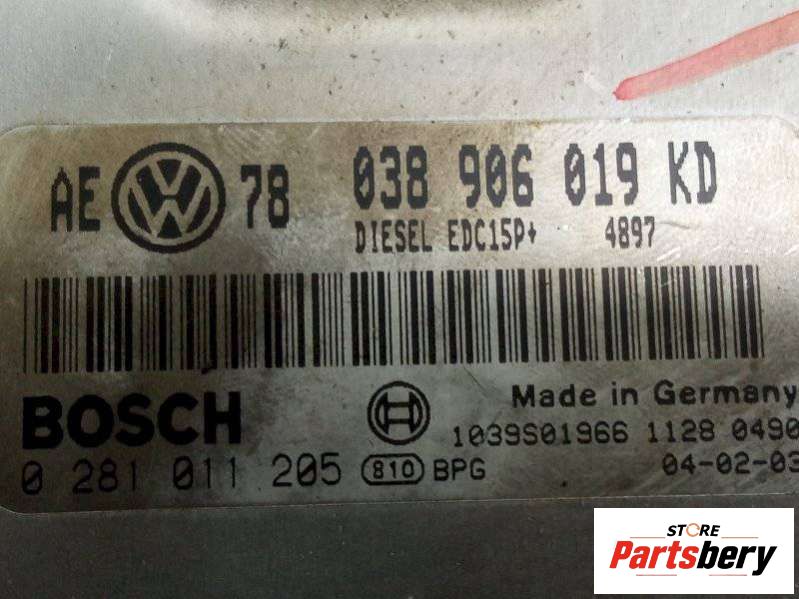 AE 78 038 906 019 KD
DIESEL EDC15P+ 4897
BOSCH Made in Germany
1039S01966 1128 0490
0 281 011 205 810 BPG 04-02-03
STORE
Partsbery